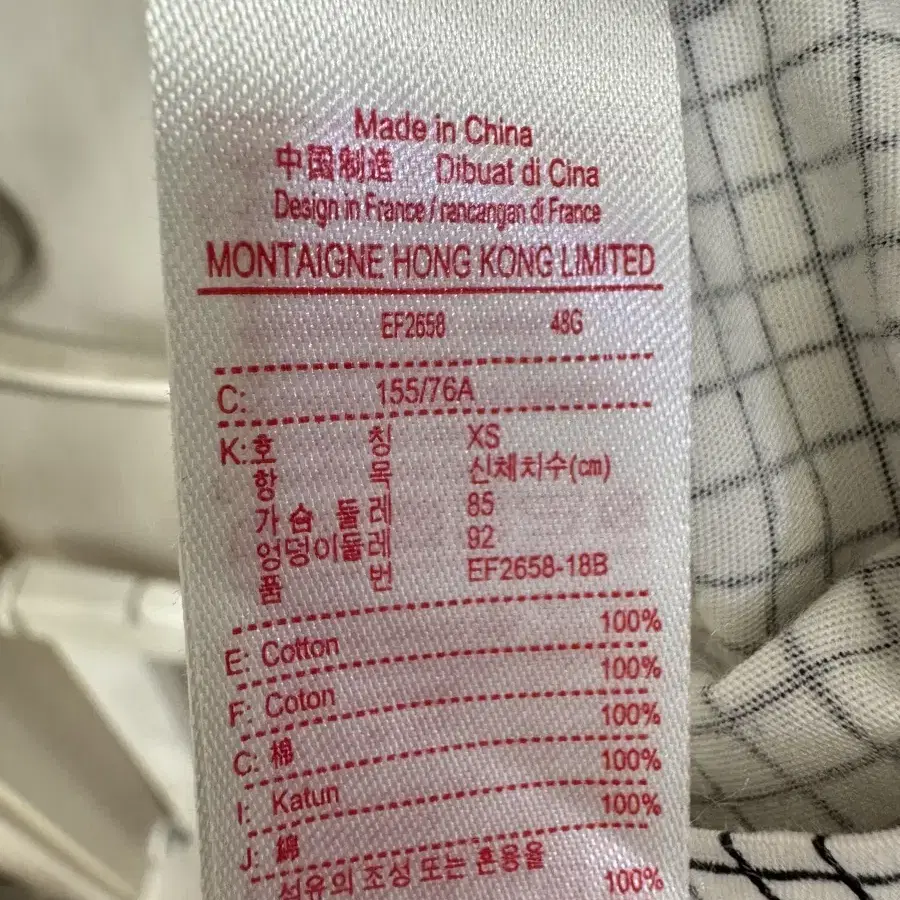 Made in China
中国制造 Dibuat di Cina
Design in France / rancangan di France
MONTAIGNE HONG KONG LIMITED
EF2658 48G
C: 155/76A
K: 호 칭 XS
항 목 신체치수(cm)
가슴 둘레 85
엉덩이둘레 92
품 번 EF2658-18B
E: Cotton 100%
F: Coton 100%
C: 棉 100%
I: Katun 100%
J: 綿 100%
섬유의 조성 또는 혼용율 100%